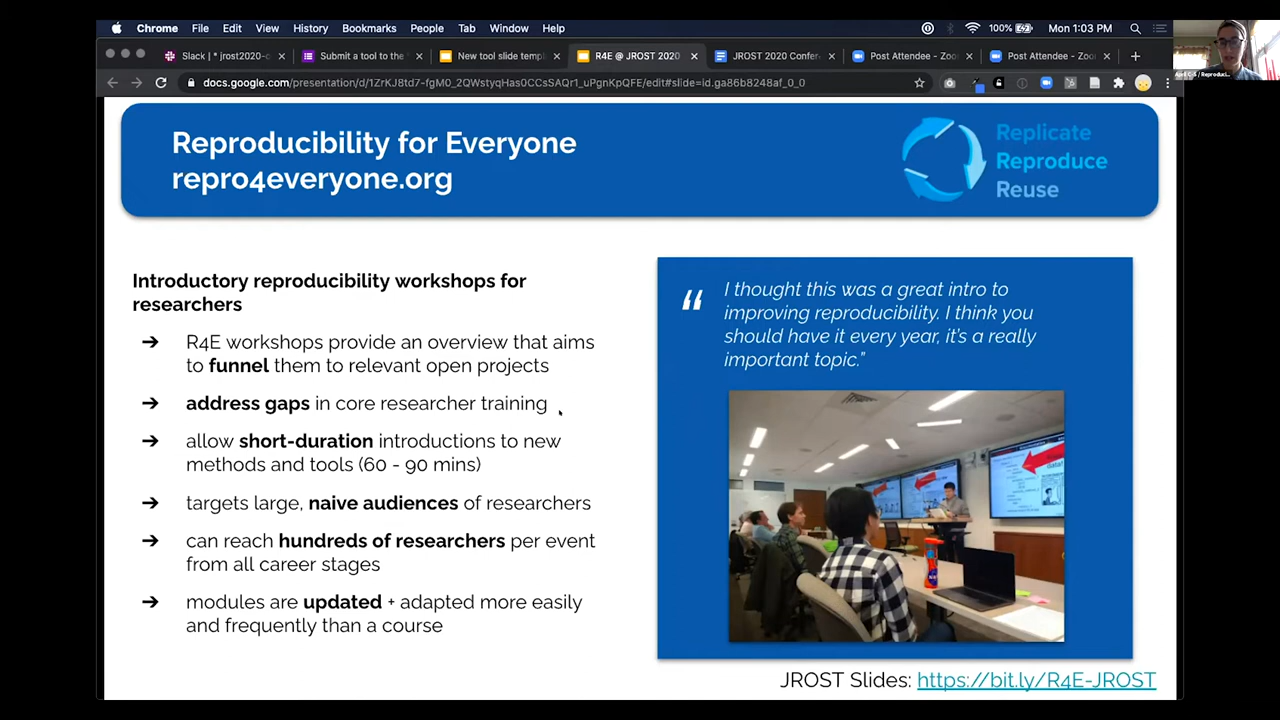 Chrome File Edit View History Bookmarks People Tab Window Help 100% Mon 1:03 PM
Slack | * jrost2020-c Submit a tool to the New tool slide templ R4E @ JROST 2020 JROST 2020 Confer Post Attendee - Zoo Post Attendee - Zoo
docs.google.com/presentation/d/1ZrKJ8td7-fgM0_2QWstyqHas0CCsSAQr1_uPgnKpQFE/edit#slide=id.ga86b8248af_0_0
Reproducibility for Everyone
repro4everyone.org
Replicate
Reproduce
Reuse
Introductory reproducibility workshops for
researchers
➔ R4E workshops provide an overview that aims
to funnel them to relevant open projects
➔ address gaps in core researcher training
➔ allow short-duration introductions to new
methods and tools (60 - 90 mins)
➔ targets large, naive audiences of researchers
➔ can reach hundreds of researchers per event
from all career stages
➔ modules are updated + adapted more easily
and frequently than a course
“ I thought this was a great intro to
improving reproducibility. I think you
should have it every year, it's a really
important topic.”
JROST Slides: https://bit.ly/R4E-JROST